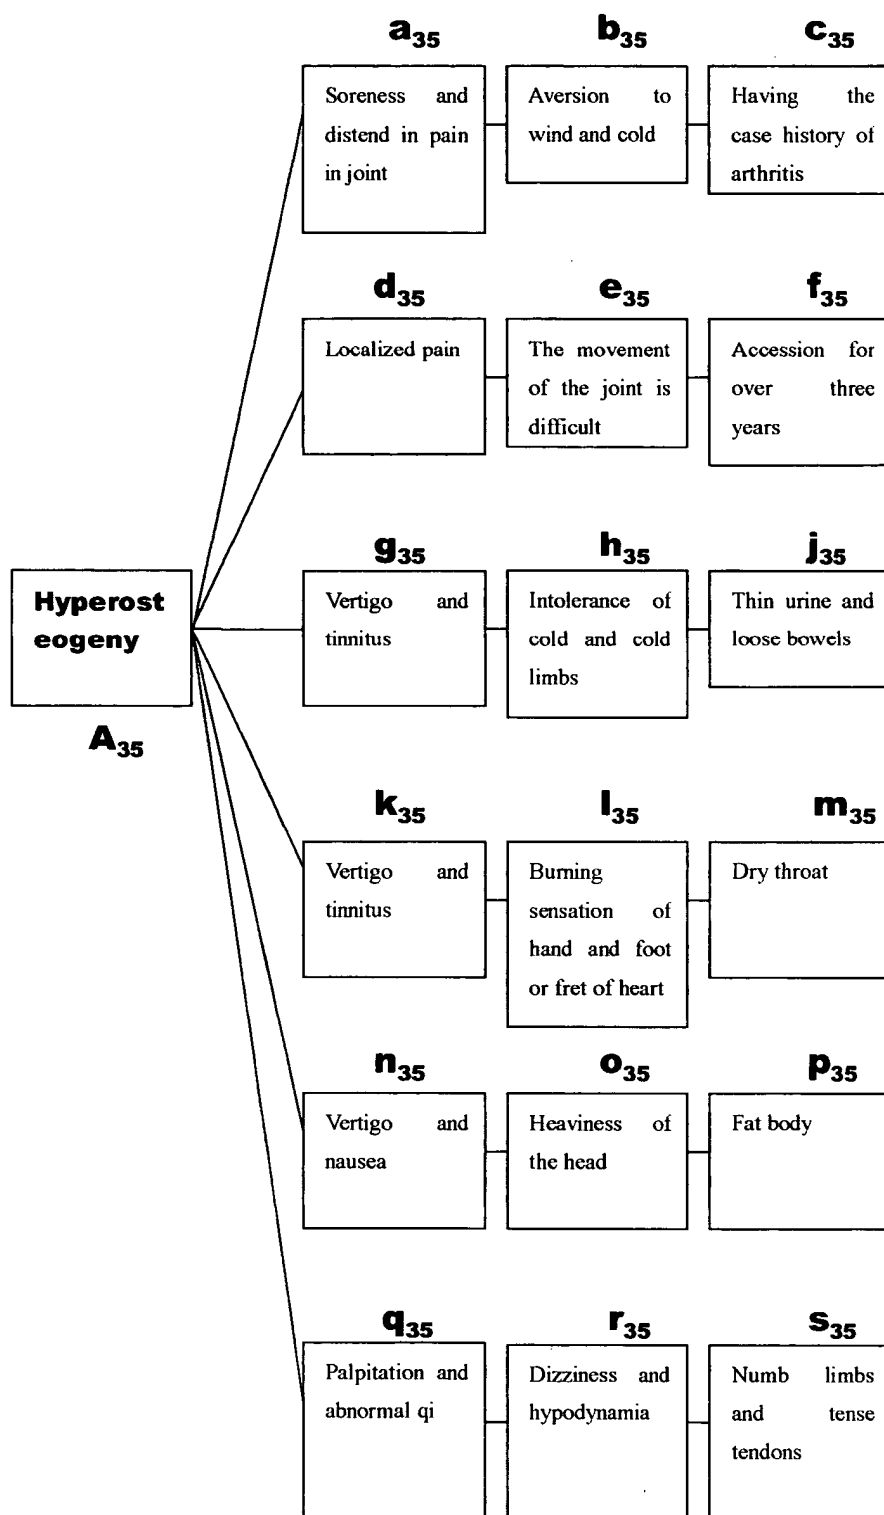 a35 b35 c35
Soreness and
distend in pain
in joint
Aversion to
wind and cold
Having the
case history of
arthritis
d35 e35 f35
Localized pain
The movement
of the joint is
difficult
Accession for
over three
years
g35 h35 j35
Hyperost
eogeny
A35
Vertigo and
tinnitus
Intolerance of
cold and cold
limbs
Thin urine and
loose bowels
k35 l35 m35
Vertigo and
tinnitus
Burning
sensation of
hand and foot
or fret of heart
Dry throat
n35 o35 p35
Vertigo and
nausea
Heaviness of
the head
Fat body
q35 r35 s35
Palpitation and
abnormal qi
Dizziness and
hypodynamia
Numb limbs
and tense
tendons